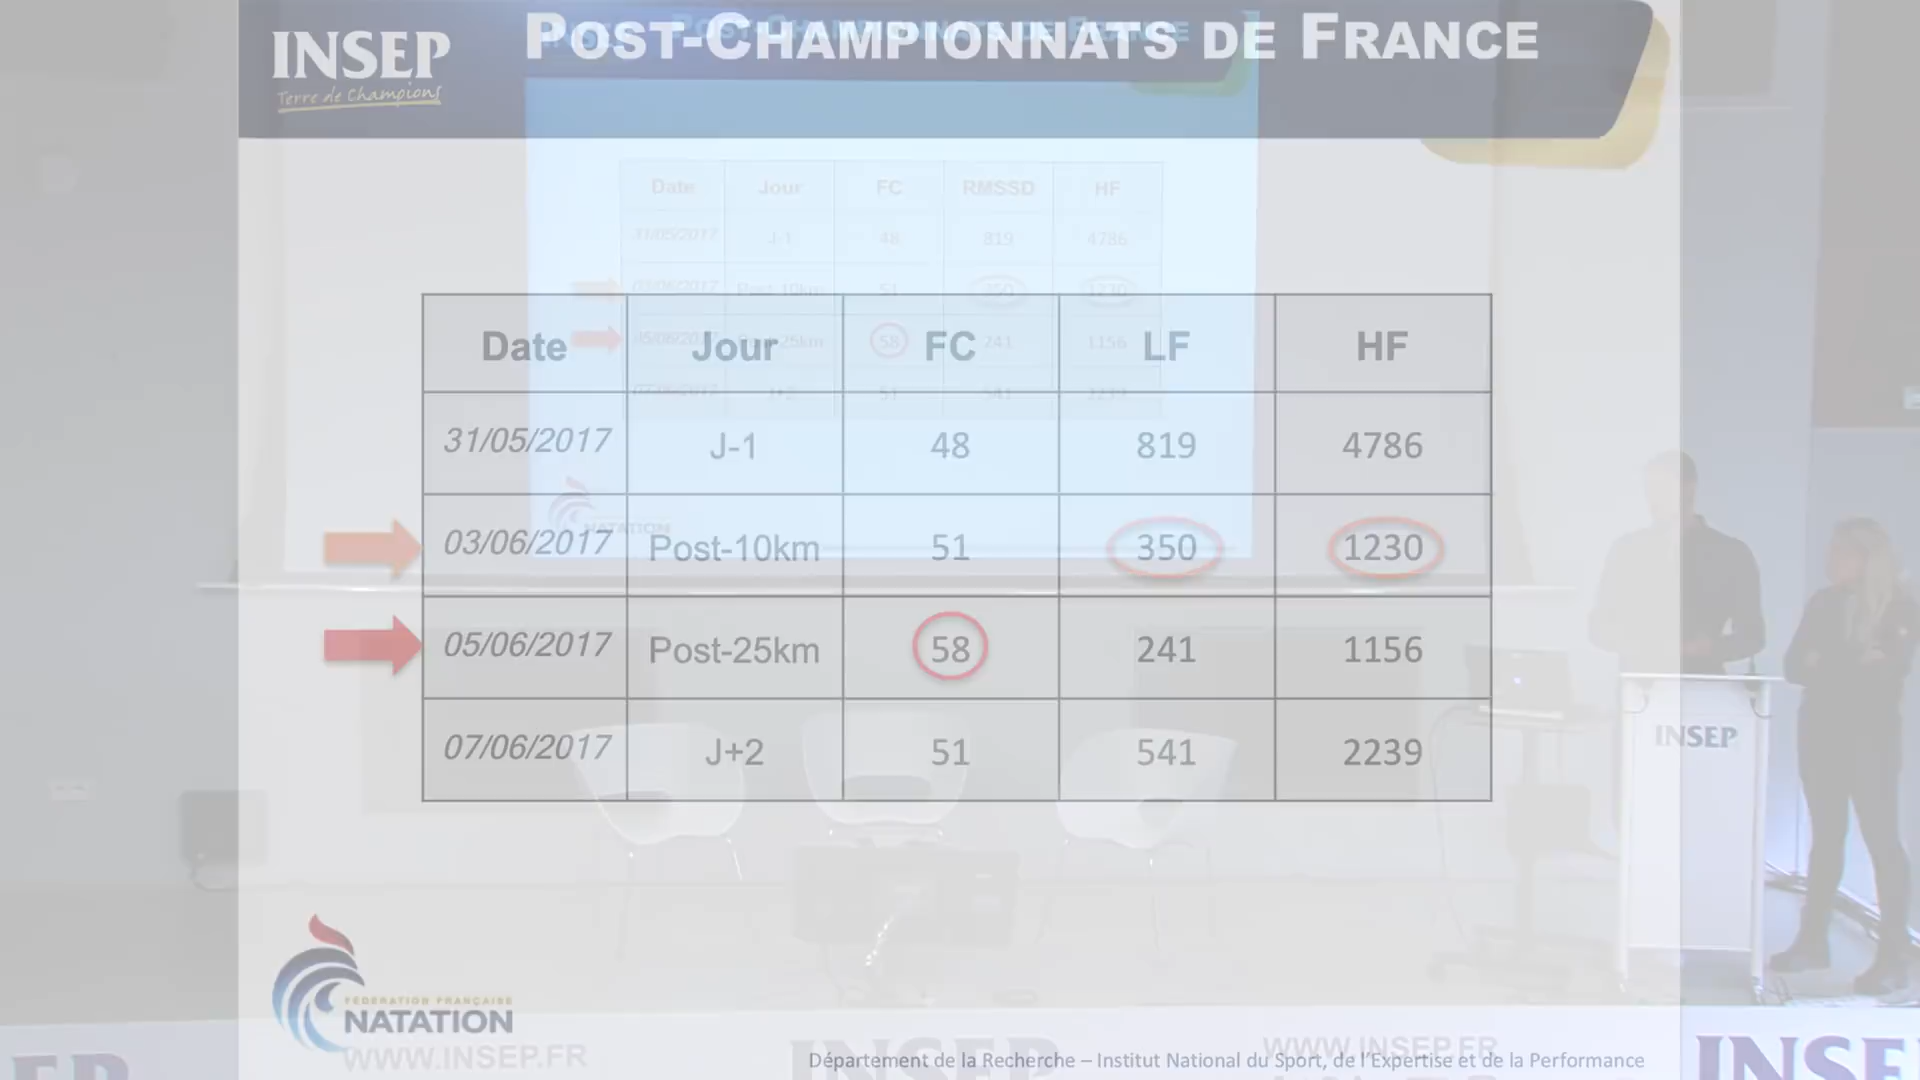 INSEP
Terre de Champions
POST-CHAMPIONNATS DE FRANCE
Date Jour FC LF HF
31/05/2017 J-1 48 819 4786
03/06/2017 Post-10km 51 350 1230
05/06/2017 Post-25km 58 241 1156
07/06/2017 J+2 51 541 2239
Date Jour FC RMSSD HF
31/05/2017 J-1 48 819 4786
03/06/2017 Post-10km 51 350 1230
05/06/2017 Post-25km 58 241 1156
07/06/2017 J+2 51 541 2239
NATATION
INSEP
FÉDÉRATION FRANÇAISE
NATATION
WWW.INSEP.FR
INSEP
WWW.INSEP.FR
INSE
Département de la Recherche – Institut National du Sport, de l'Expertise et de la Performance